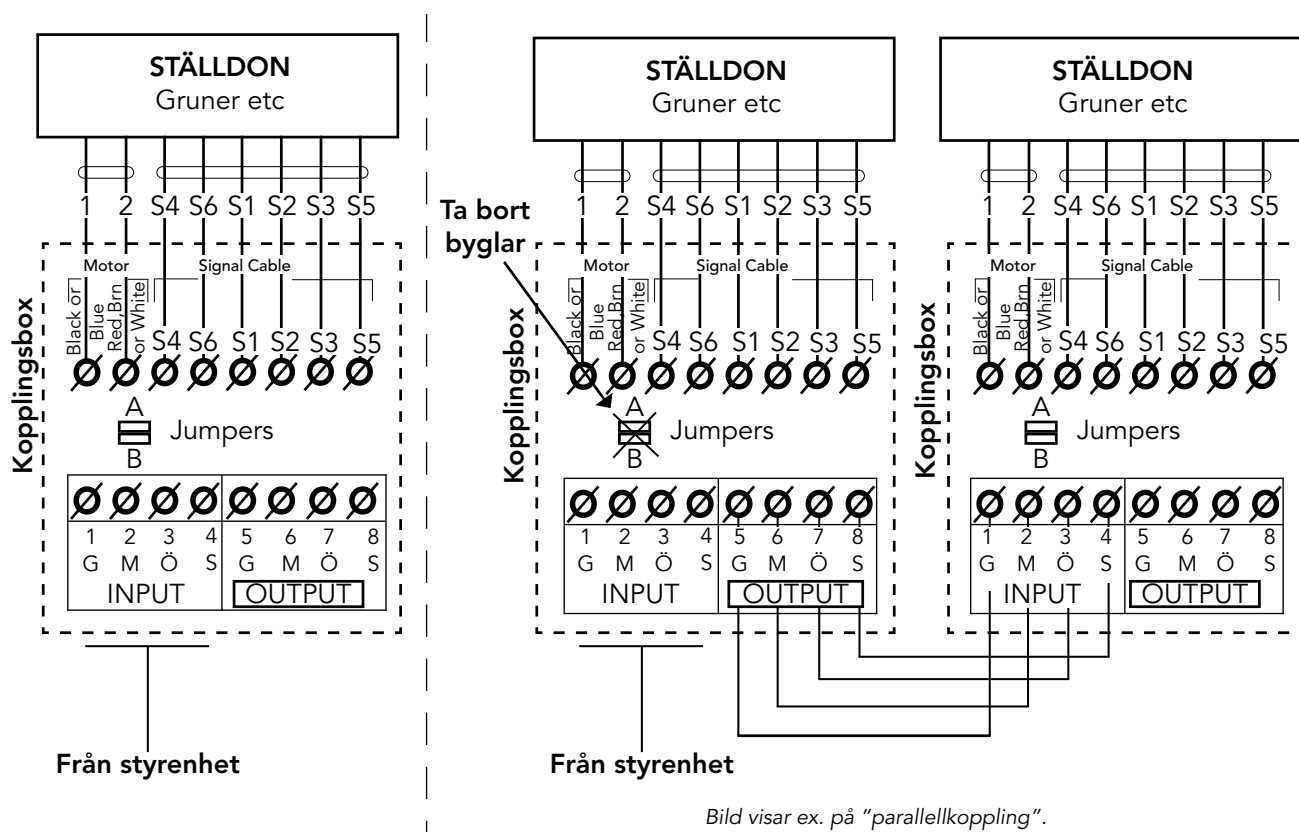 STÄLLDON
Gruner etc
1 2 S4 S6 S1 S2 S3 S5
Kopplingsbox
Motor
Signal Cable
Black or
Blue
Red,Brn
or White
S4 S6 S1 S2 S3 S5
A
Jumpers
B
1 2 3 4 5 6 7 8
G M Ö S G M Ö S
INPUT OUTPUT
Från styrenhet
STÄLLDON
Gruner etc
Ta bort
byglar
1 2 S4 S6 S1 S2 S3 S5
Kopplingsbox
Motor
Signal Cable
Black or
Blue
Red,Brn
or White
S4 S6 S1 S2 S3 S5
A
Jumpers
B
1 2 3 4 5 6 7 8
G M Ö S G M Ö S
INPUT OUTPUT
Från styrenhet
STÄLLDON
Gruner etc
1 2 S4 S6 S1 S2 S3 S5
Kopplingsbox
Motor
Signal Cable
Black or
Blue
Red,Brn
or White
S4 S6 S1 S2 S3 S5
A
Jumpers
B
1 2 3 4 5 6 7 8
G M Ö S G M Ö S
INPUT OUTPUT
Bild visar ex. på ”parallellkoppling”.